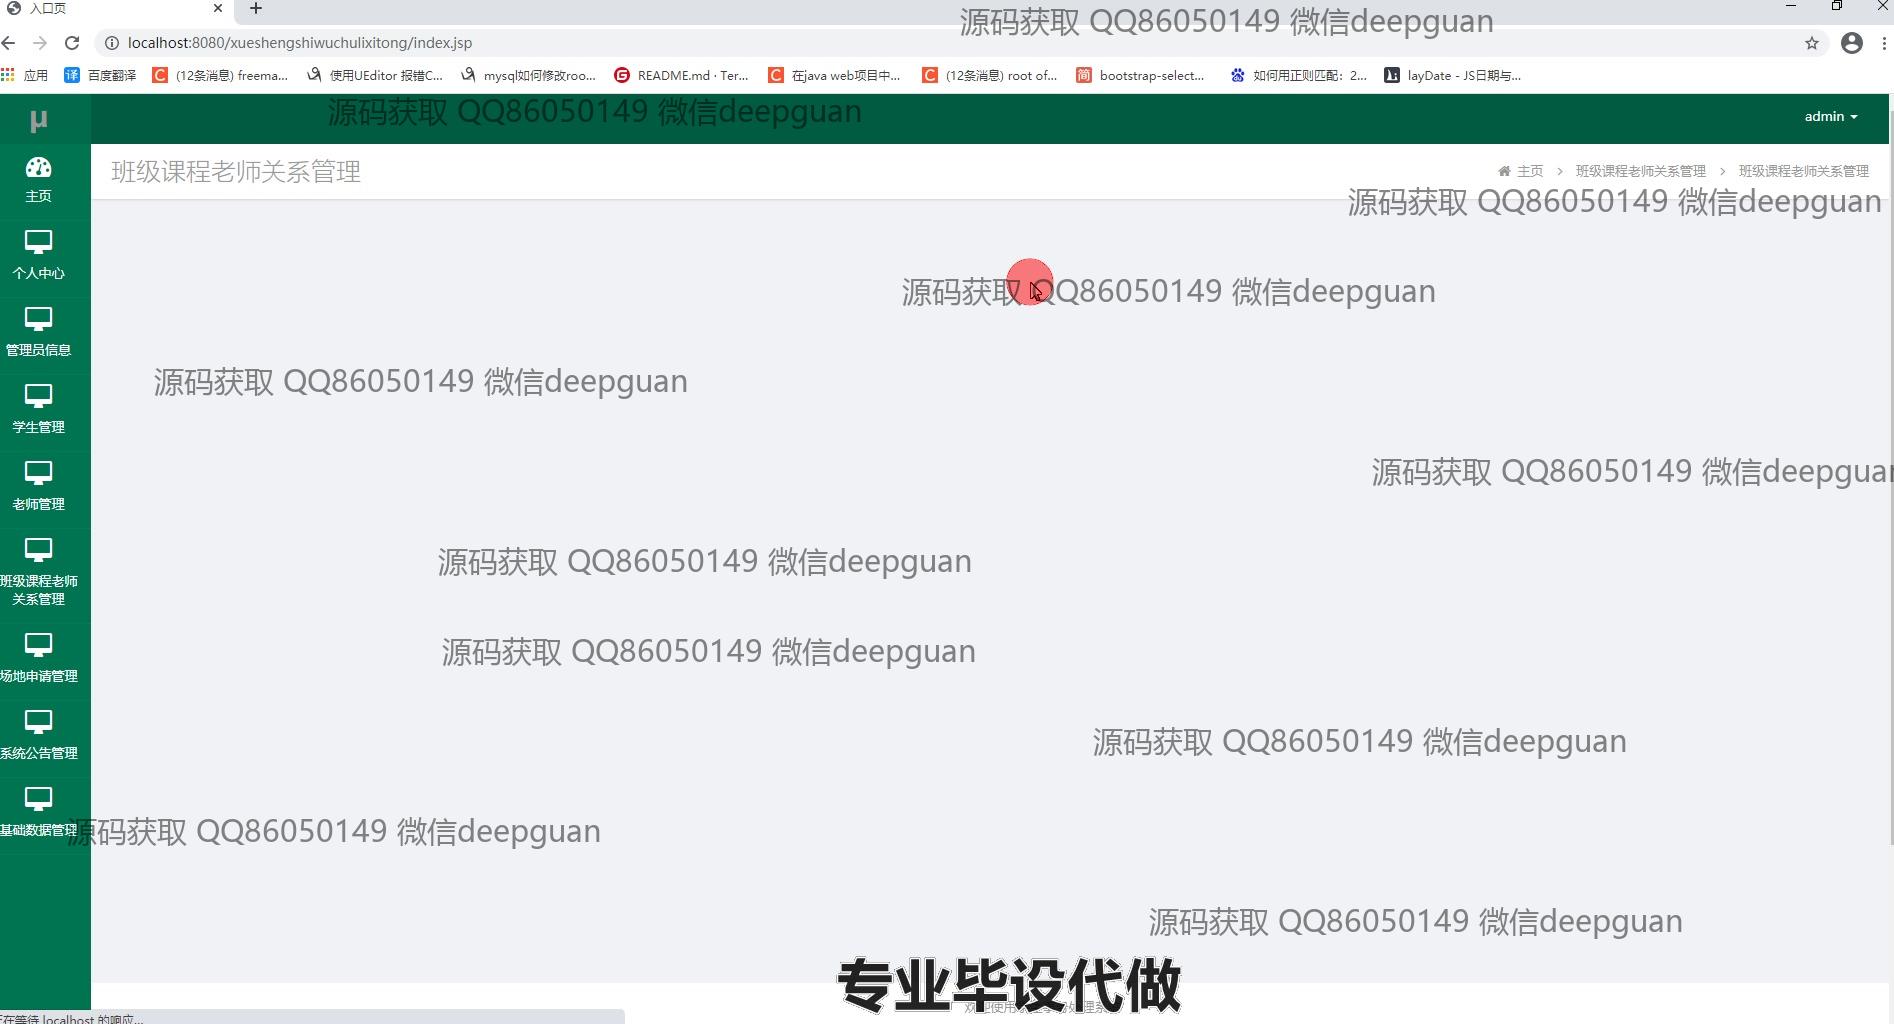 入口页
源码获取 QQ86050149 微信deepguan
localhost:8080/xueshengshiwuchulixitong/index.jsp
应用 百度翻译 (12条消息) freema... 使用UEditor 报错C... mysql如何修改roo... README.md · Ter... 在java web项目中... (12条消息) root of... bootstrap-select... 如何用正则匹配：2... layDate - JS日期与...
μ
源码获取 QQ86050149 微信deepguan
admin
班级课程老师关系管理
主页 > 班级课程老师关系管理 > 班级课程老师关系管理
主页
源码获取 QQ86050149 微信deepguan
个人中心
源码获取 QQ86050149 微信deepguan
管理员信息
源码获取 QQ86050149 微信deepguan
学生管理
源码获取 QQ86050149 微信deepguan
老师管理
源码获取 QQ86050149 微信deepguan
班级课程老师
关系管理
源码获取 QQ86050149 微信deepguan
场地申请管理
源码获取 QQ86050149 微信deepguan
系统公告管理
基础数据管理
源码获取 QQ86050149 微信deepguan
源码获取 QQ86050149 微信deepguan
专业毕设代做
在等待 localhost 的响应...